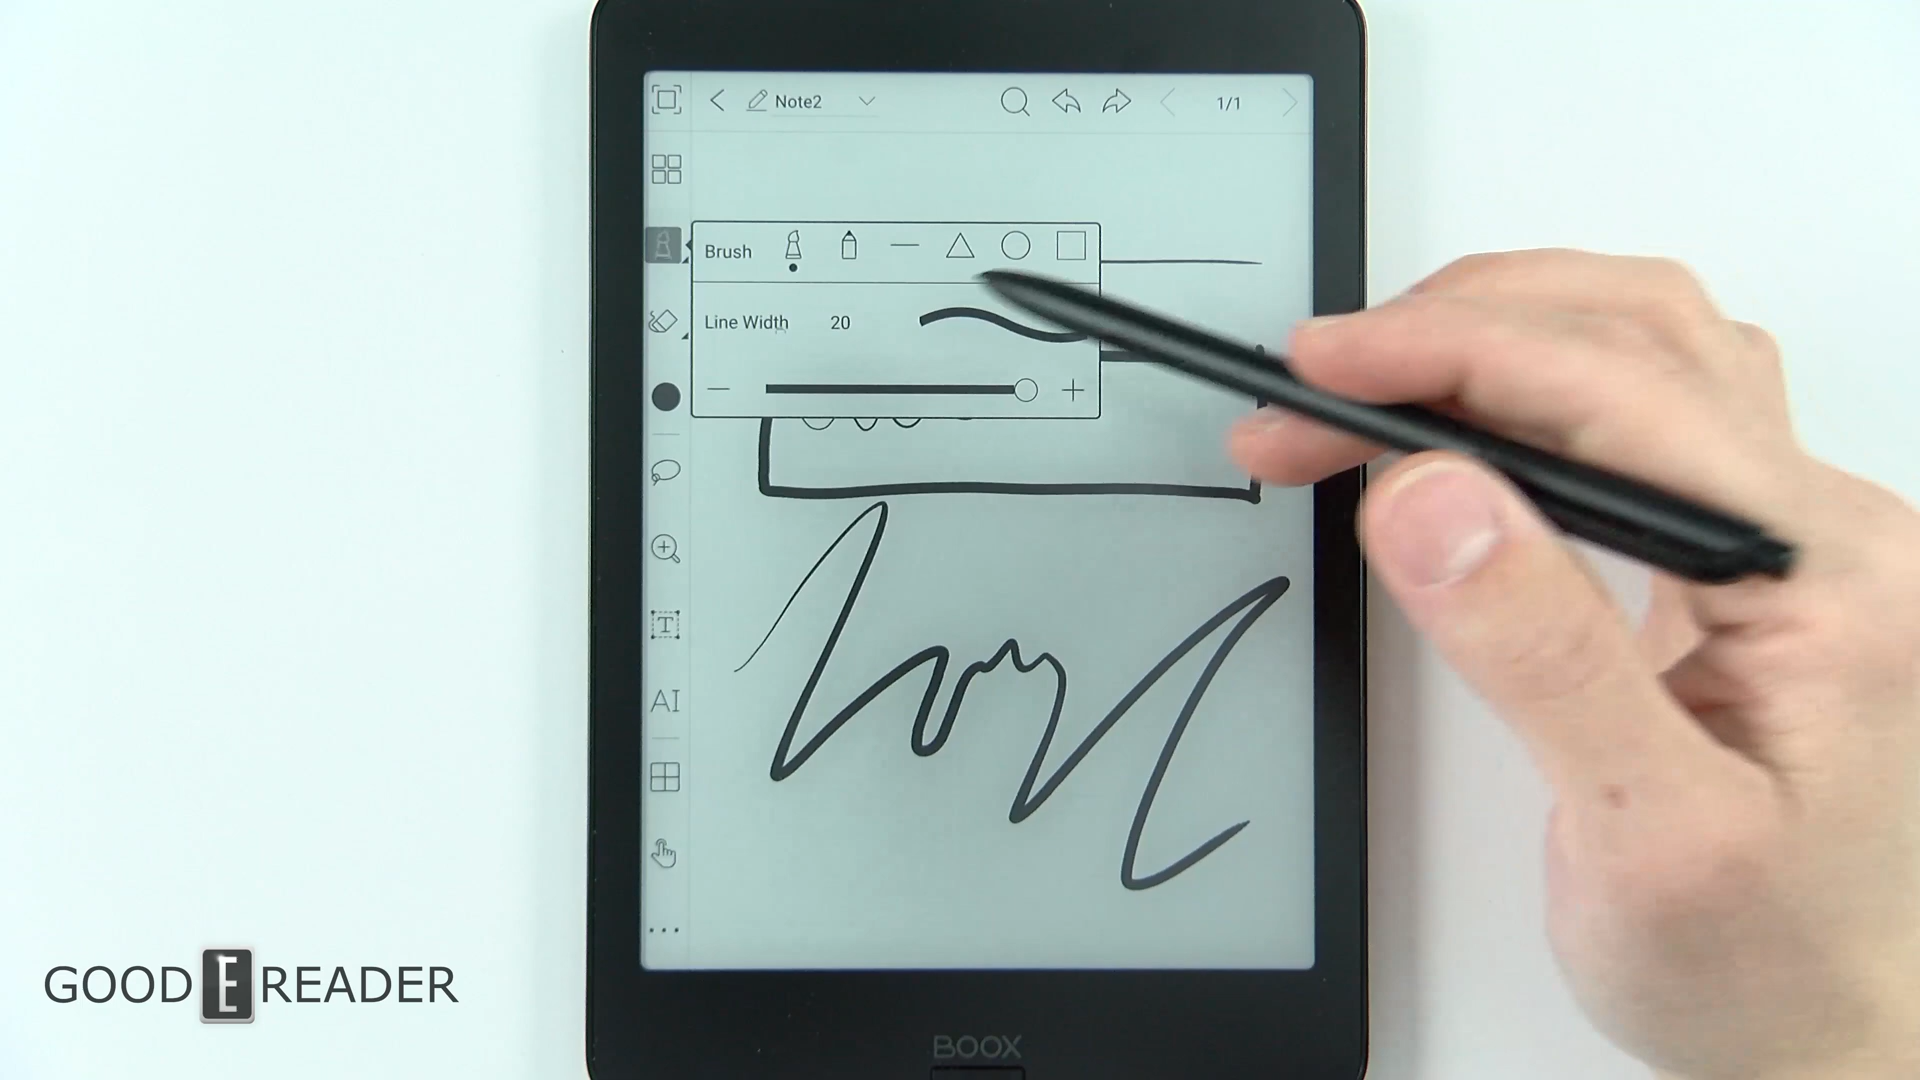 Note2
1/1
Brush
Line Width 20
T
AI
GOOD E READER
BOOX